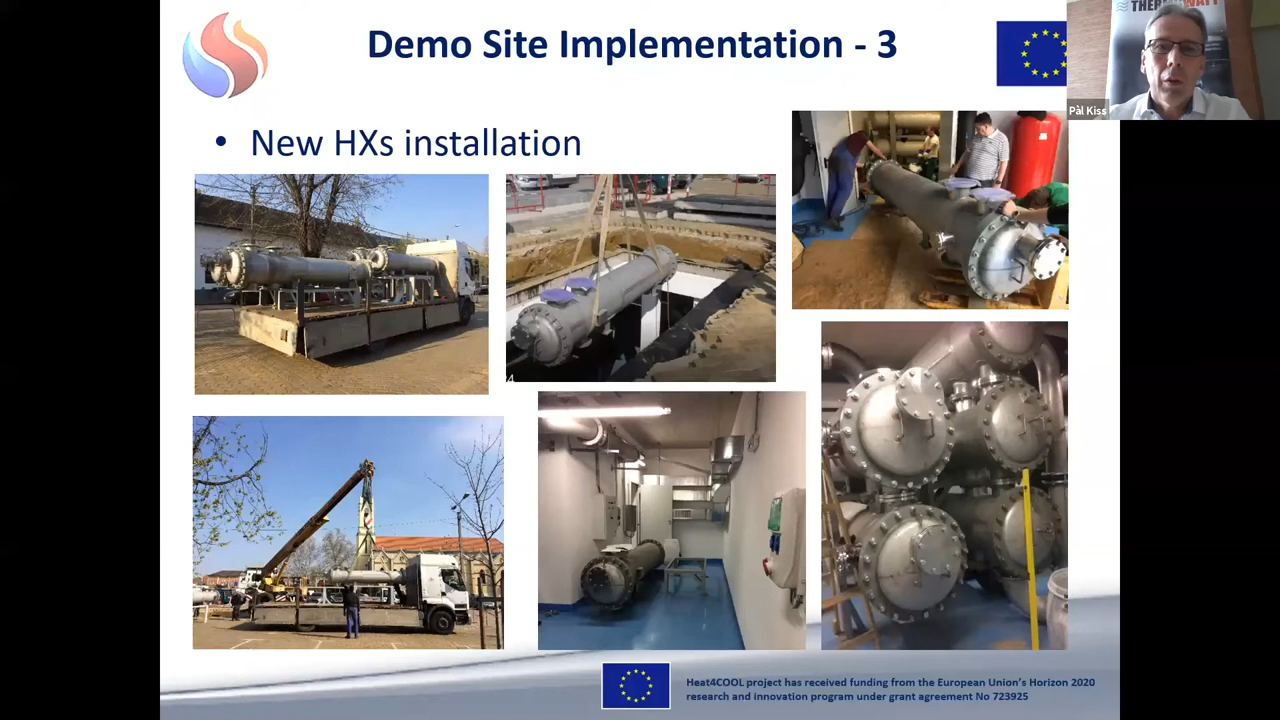 Demo Site Implementation - 3
Pàl Kiss
• New HXs installation
Heat4COOL project has received funding from the European Union's Horizon 2020
research and innovation program under grant agreement No 723925